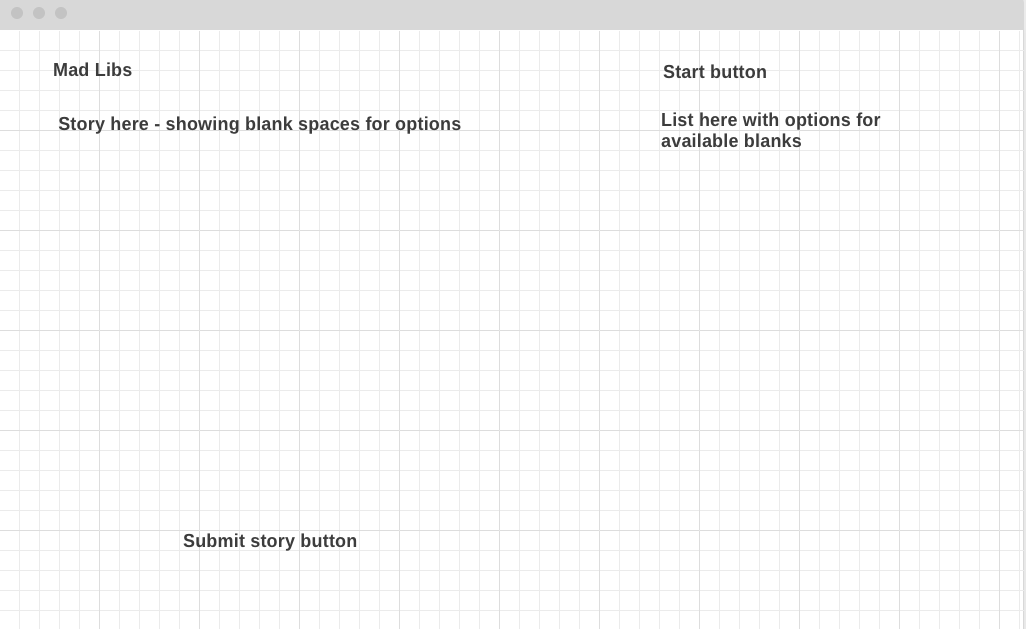 Mad Libs
Start button
Story here - showing blank spaces for options
List here with options for
available blanks
Submit story button